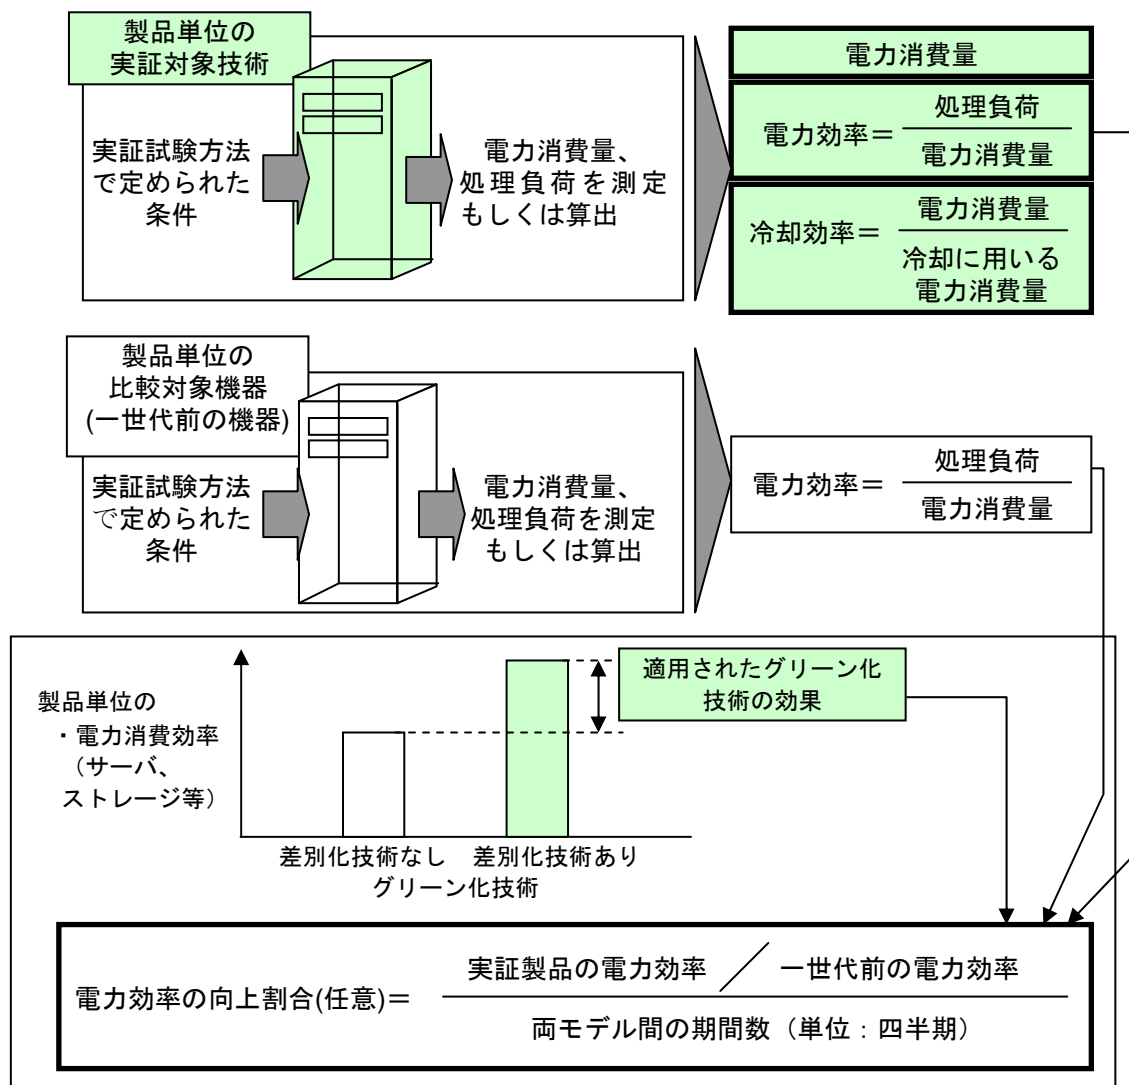 製品単位の
実証対象技術
実証試験方法
で定められた
条件
電力消費量、
処理負荷を測定
もしくは算出
電力消費量
電力効率＝ 処理負荷
電力消費量
冷却効率＝ 電力消費量
冷却に用いる
電力消費量
製品単位の
比較対象機器
(一世代前の機器)
実証試験方法
で定められた
条件
電力消費量、
処理負荷を測定
もしくは算出
電力効率＝ 処理負荷
電力消費量
製品単位の
・電力消費効率
（サーバ、
ストレージ等）
適用されたグリーン化
技術の効果
差別化技術なし 差別化技術あり
グリーン化技術
電力効率の向上割合(任意)＝ 実証製品の電力効率 ／ 一世代前の電力効率
両モデル間の期間数（単位：四半期）